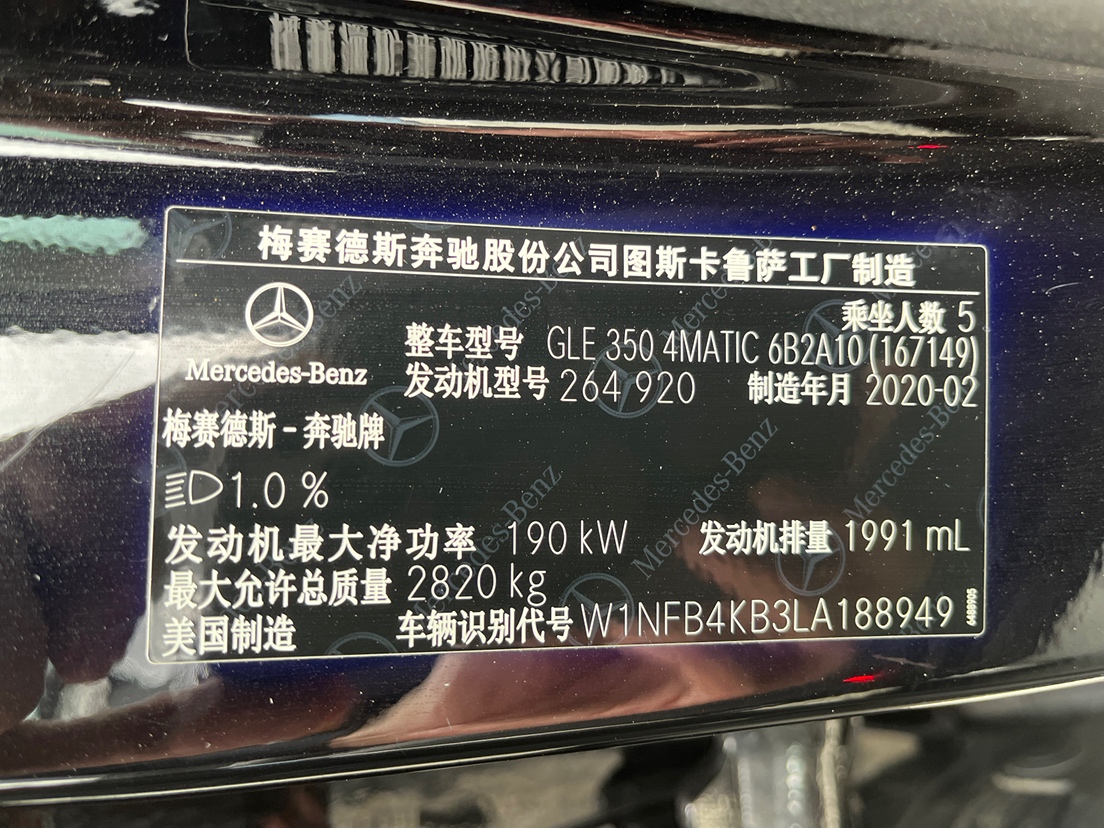 梅赛德斯奔驰股份公司图斯卡鲁萨工厂制造
乘坐人数 5
Mercedes-Benz
整车型号 GLE 350 4MATIC 6B2A10 (167149)
发动机型号 264 920 制造年月 2020-02
梅赛德斯-奔驰牌
1.0 %
发动机最大净功率 190 kW 发动机排量 1991 mL
最大允许总质量 2820 kg
美国制造 车辆识别代号 W1NFB4KB3LA188949